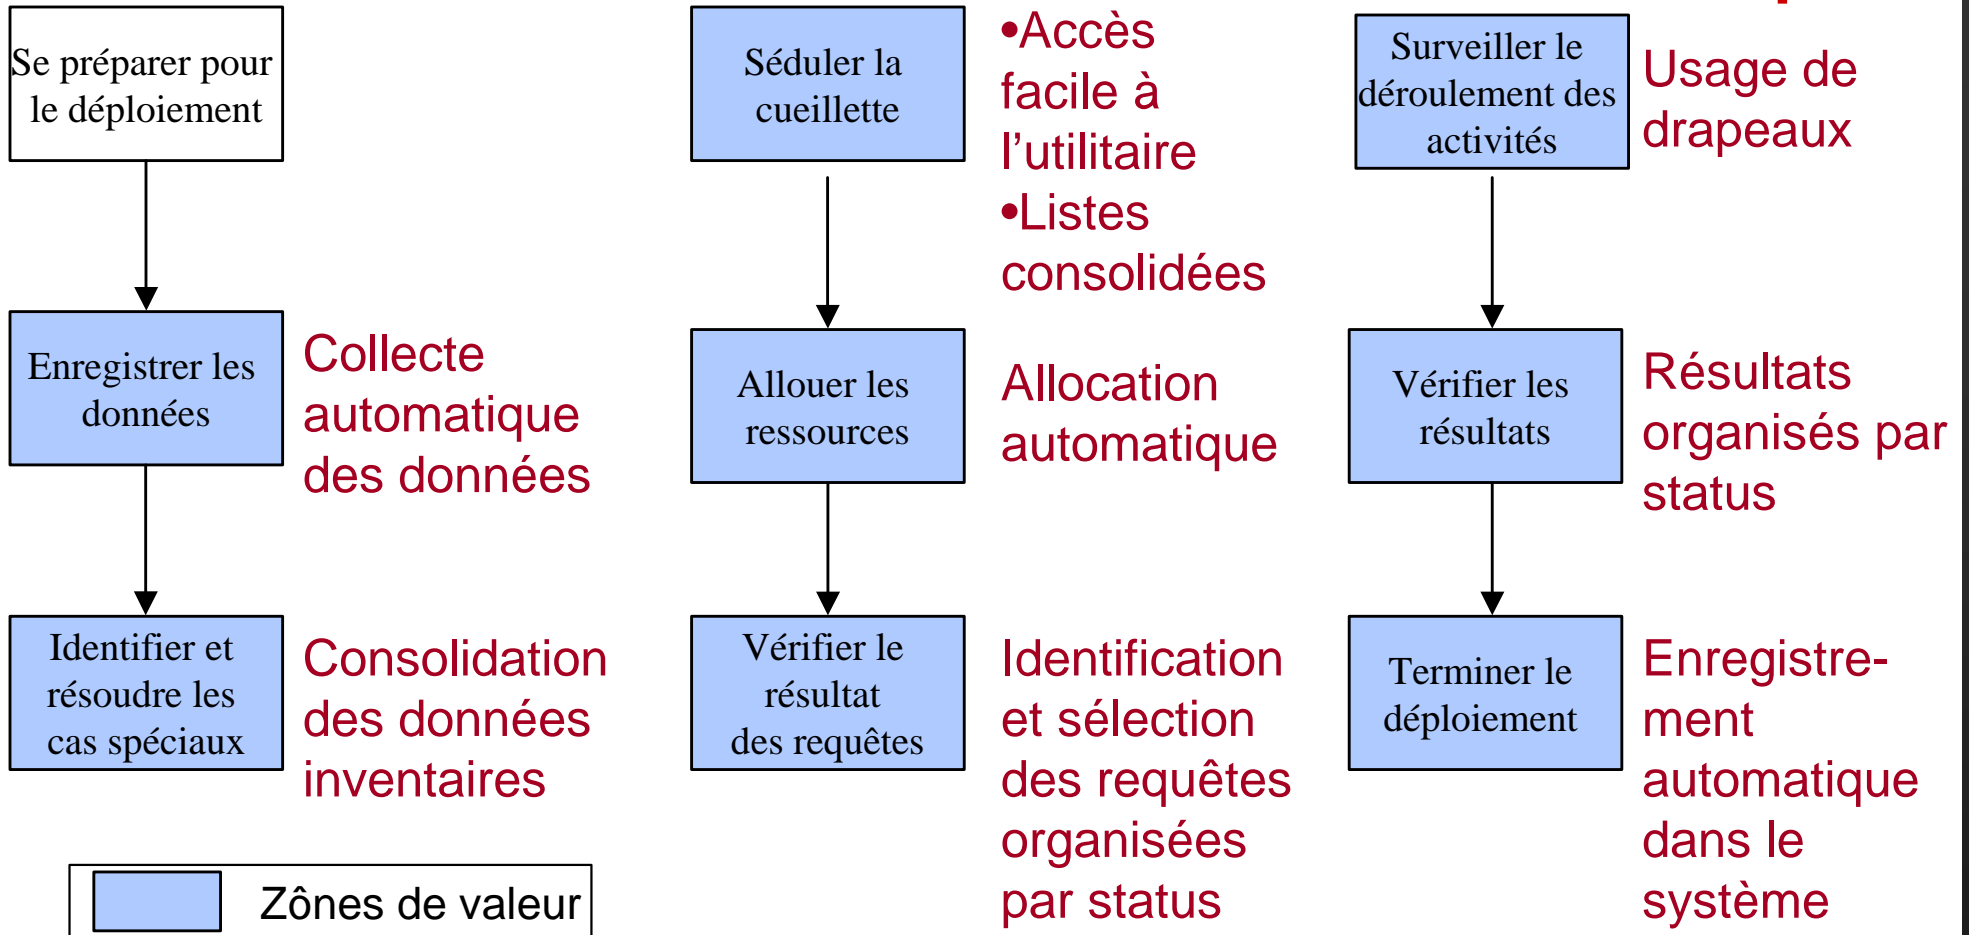 Se préparer pour
le déploiement
Enregistrer les
données
Collecte
automatique
des données
Identifier et
résoudre les
cas spéciaux
Consolidation
des données
inventaires
Séduler la
cueillette
•Accès
facile à
l’utilitaire
•Listes
consolidées
Allouer les
ressources
Allocation
automatique
Vérifier le
résultat
des requêtes
Identification
et sélection
des requêtes
organisées
par status
Surveiller le
déroulement des
activités
Usage de
drapeaux
Vérifier les
résultats
Résultats
organisés par
status
Terminer le
déploiement
Enregistre-
ment
automatique
dans le
système
Zônes de valeur